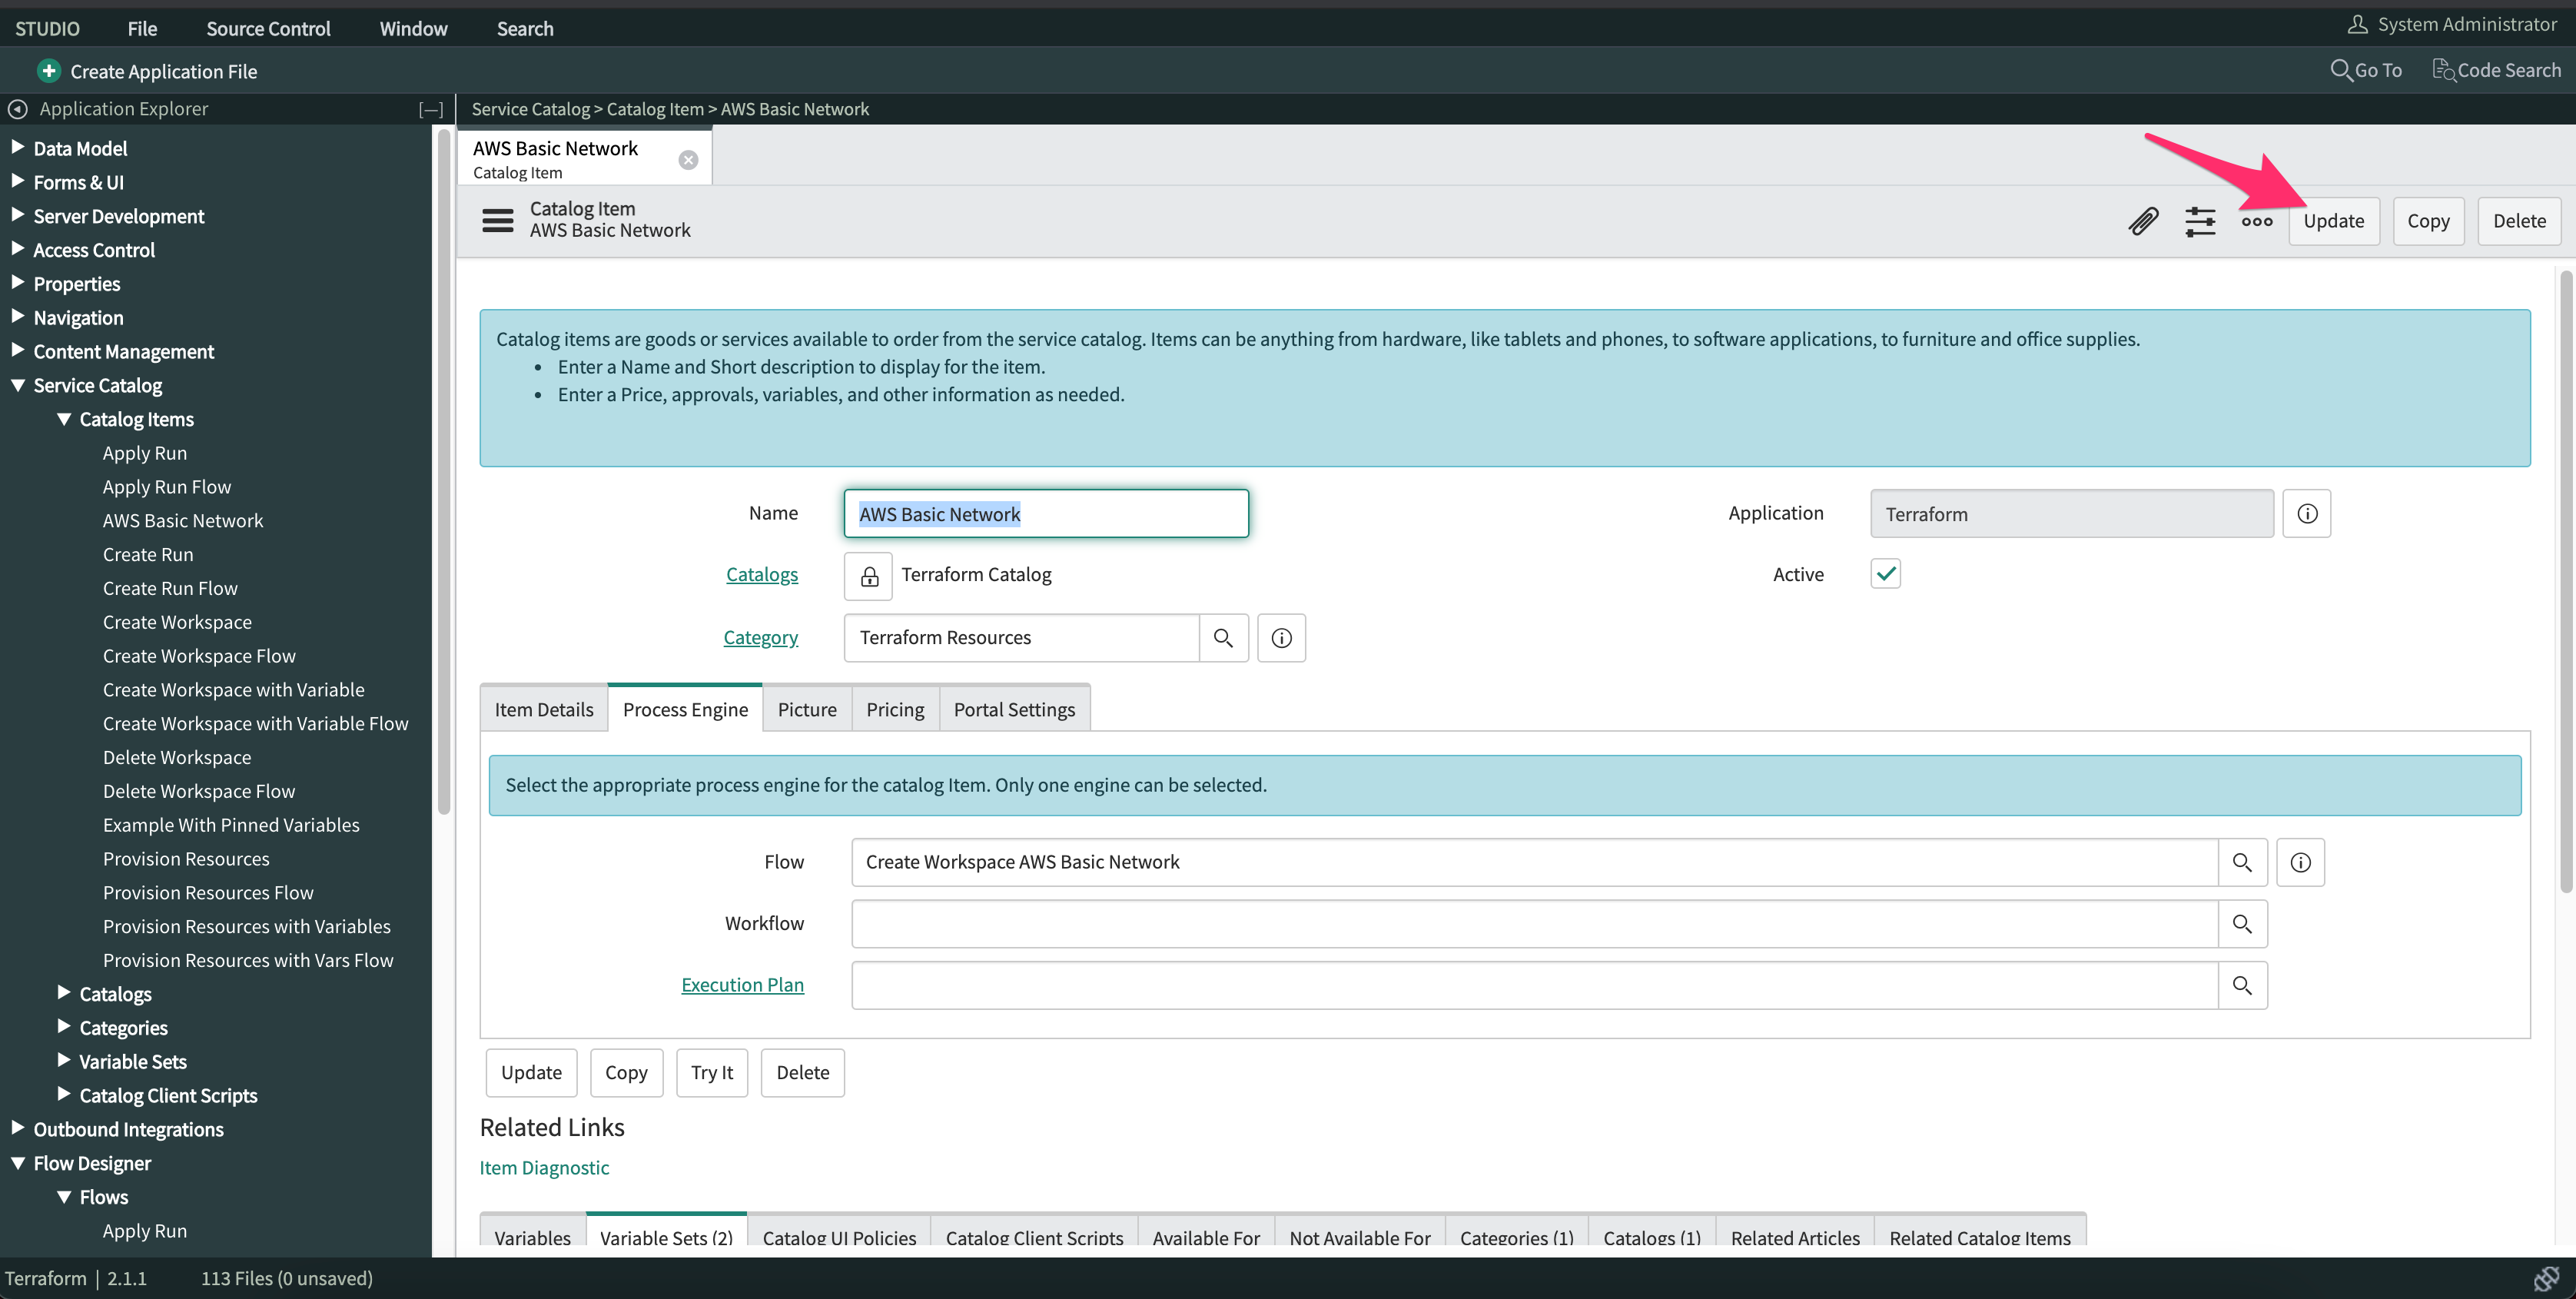 STUDIO File Source Control Window Search System Administrator
Create Application File Go To Code Search
Application Explorer [—] Service Catalog > Catalog Item > AWS Basic Network
Data Model
Forms & UI
Server Development
Access Control
Properties
Navigation
Content Management
Service Catalog
Catalog Items
Apply Run
Apply Run Flow
AWS Basic Network
Create Run
Create Run Flow
Create Workspace
Create Workspace Flow
Create Workspace with Variable
Create Workspace with Variable Flow
Delete Workspace
Delete Workspace Flow
Example With Pinned Variables
Provision Resources
Provision Resources Flow
Provision Resources with Variables
Provision Resources with Vars Flow
Catalogs
Categories
Variable Sets
Catalog Client Scripts
Outbound Integrations
Flow Designer
Flows
Apply Run
AWS Basic Network
Catalog Item
Catalog Item
AWS Basic Network
Update Copy Delete
Catalog items are goods or services available to order from the service catalog. Items can be anything from hardware, like tablets and phones, to software applications, to furniture and office supplies.
• Enter a Name and Short description to display for the item.
• Enter a Price, approvals, variables, and other information as needed.
Name AWS Basic Network Application Terraform
Catalogs Terraform Catalog Active
Category Terraform Resources
Item Details Process Engine Picture Pricing Portal Settings
Select the appropriate process engine for the catalog Item. Only one engine can be selected.
Flow Create Workspace AWS Basic Network
Workflow
Execution Plan
Update Copy Try It Delete
Related Links
Item Diagnostic
Variables Variable Sets (2) Catalog UI Policies Catalog Client Scripts Available For Not Available For Categories (1) Catalogs (1) Related Articles Related Catalog Items
Terraform | 2.1.1 113 Files (0 unsaved)